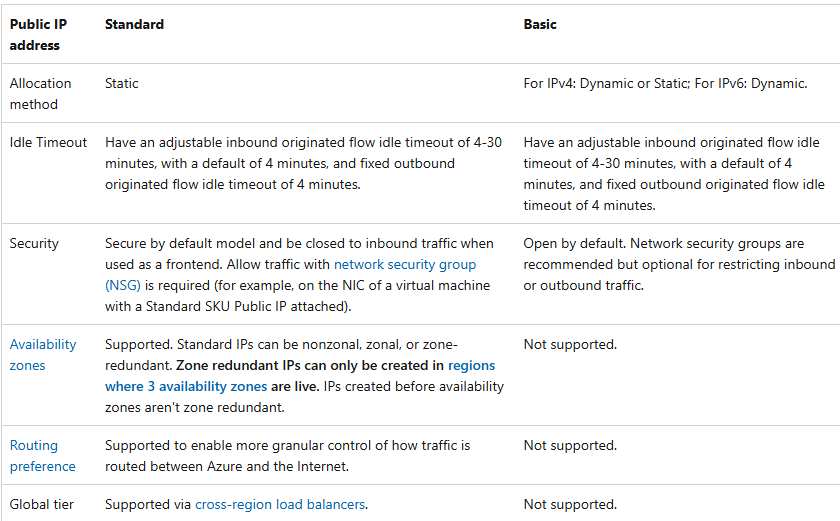 Public IP
address
Standard
Basic
Allocation
method
Static
For IPv4: Dynamic or Static; For IPv6: Dynamic.
Idle Timeout
Have an adjustable inbound originated flow idle timeout of 4-30
minutes, with a default of 4 minutes, and fixed outbound
originated flow idle timeout of 4 minutes.
Have an adjustable inbound originated flow idle
timeout of 4-30 minutes, with a default of 4
minutes, and fixed outbound originated flow idle
timeout of 4 minutes.
Security
Secure by default model and be closed to inbound traffic when
used as a frontend. Allow traffic with network security group
(NSG) is required (for example, on the NIC of a virtual machine
with a Standard SKU Public IP attached).
Open by default. Network security groups are
recommended but optional for restricting inbound
or outbound traffic.
Availability
zones
Supported. Standard IPs can be nonzonal, zonal, or zone-
redundant. Zone redundant IPs can only be created in regions
where 3 availability zones are live. IPs created before availability
zones aren't zone redundant.
Not supported.
Routing
preference
Supported to enable more granular control of how traffic is
routed between Azure and the Internet.
Not supported.
Global tier
Supported via cross-region load balancers.
Not supported.